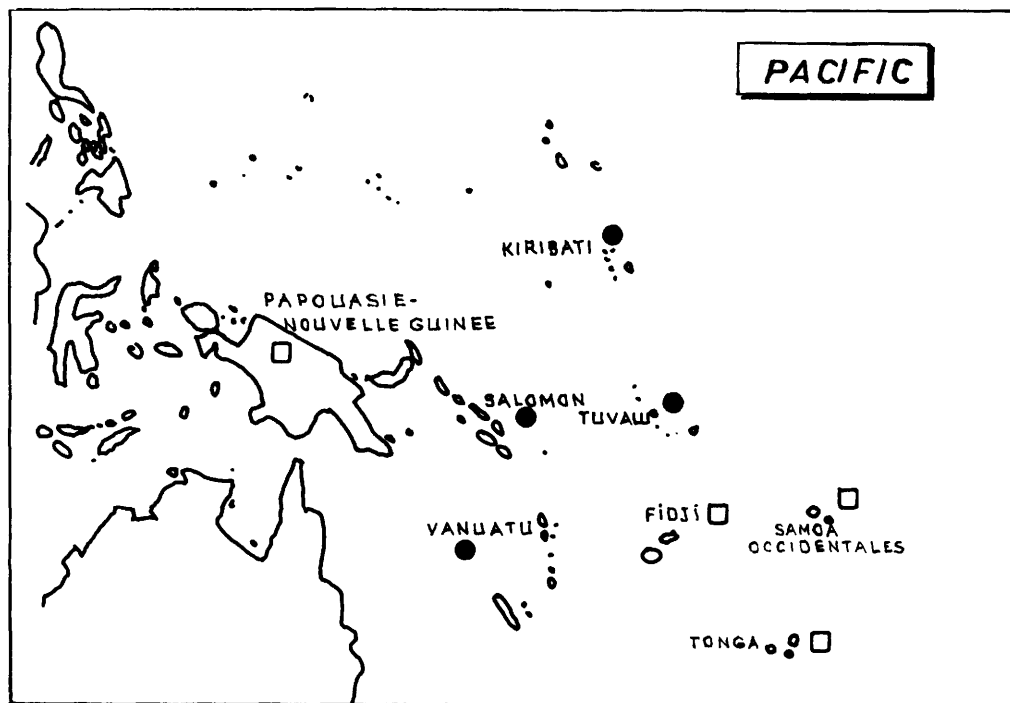 PACIFIC
KIRIBATI
PAPOUASIE-
NOUVELLE GUINEE
SALOMON
TUVALU
VANUATU
FIDJI
SAMOA
OCCIDENTALES
TONGA